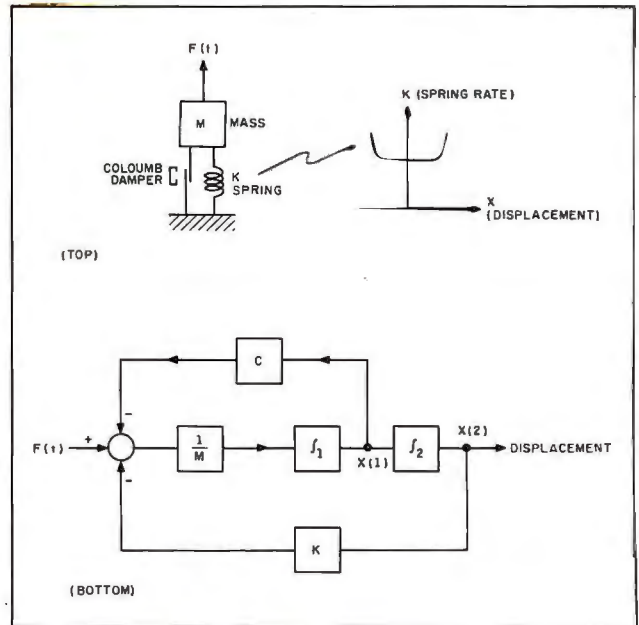 F(t)
M MASS
COLOUMB
DAMPER
K
SPRING
K (SPRING RATE)
X
(DISPLACEMENT)
(TOP)
C
F(t) + - -
1
M
∫1
X(1)
∫2
X(2)
DISPLACEMENT
K
(BOTTOM)